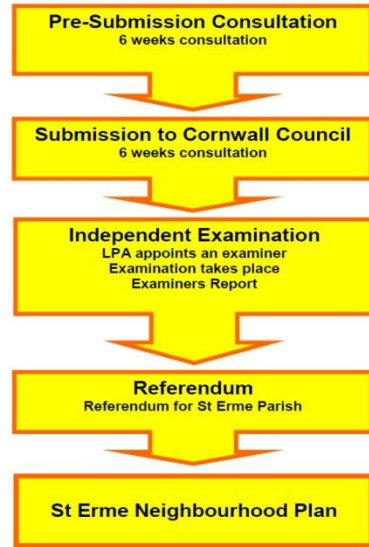 Pre-Submission Consultation
6 weeks consultation
Submission to Cornwall Council
6 weeks consultation
Independent Examination
LPA appoints an examiner
Examination takes place
Examiners Report
Referendum
Referendum for St Erme Parish
St Erme Neighbourhood Plan